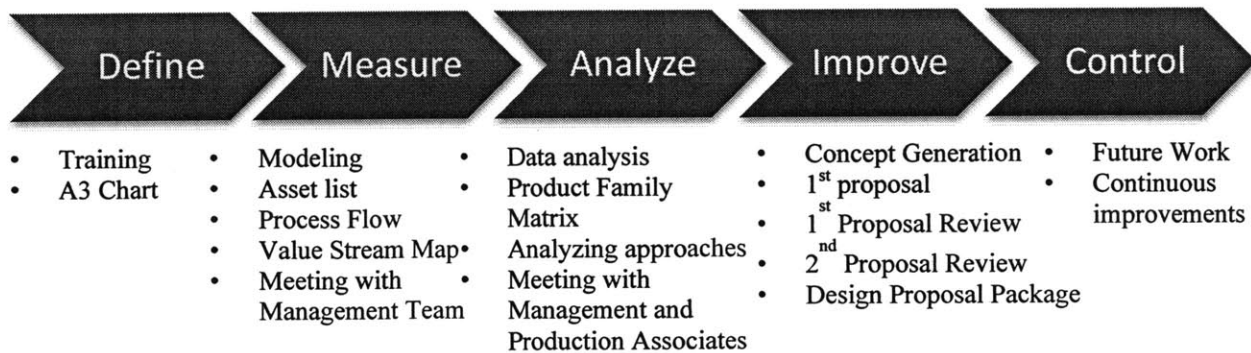 Define
Measure
Analyze
Improve
Control
• Training
• A3 Chart
• Modeling
• Asset list
• Process Flow
• Value Stream Map
• Meeting with
Management Team
• Data analysis
• Product Family
Matrix
• Analyzing approaches
• Meeting with
Management and
Production Associates
• Concept Generation
• 1st proposal
• 1st Proposal Review
• 2nd Proposal Review
• Design Proposal Package
• Future Work
• Continuous
improvements